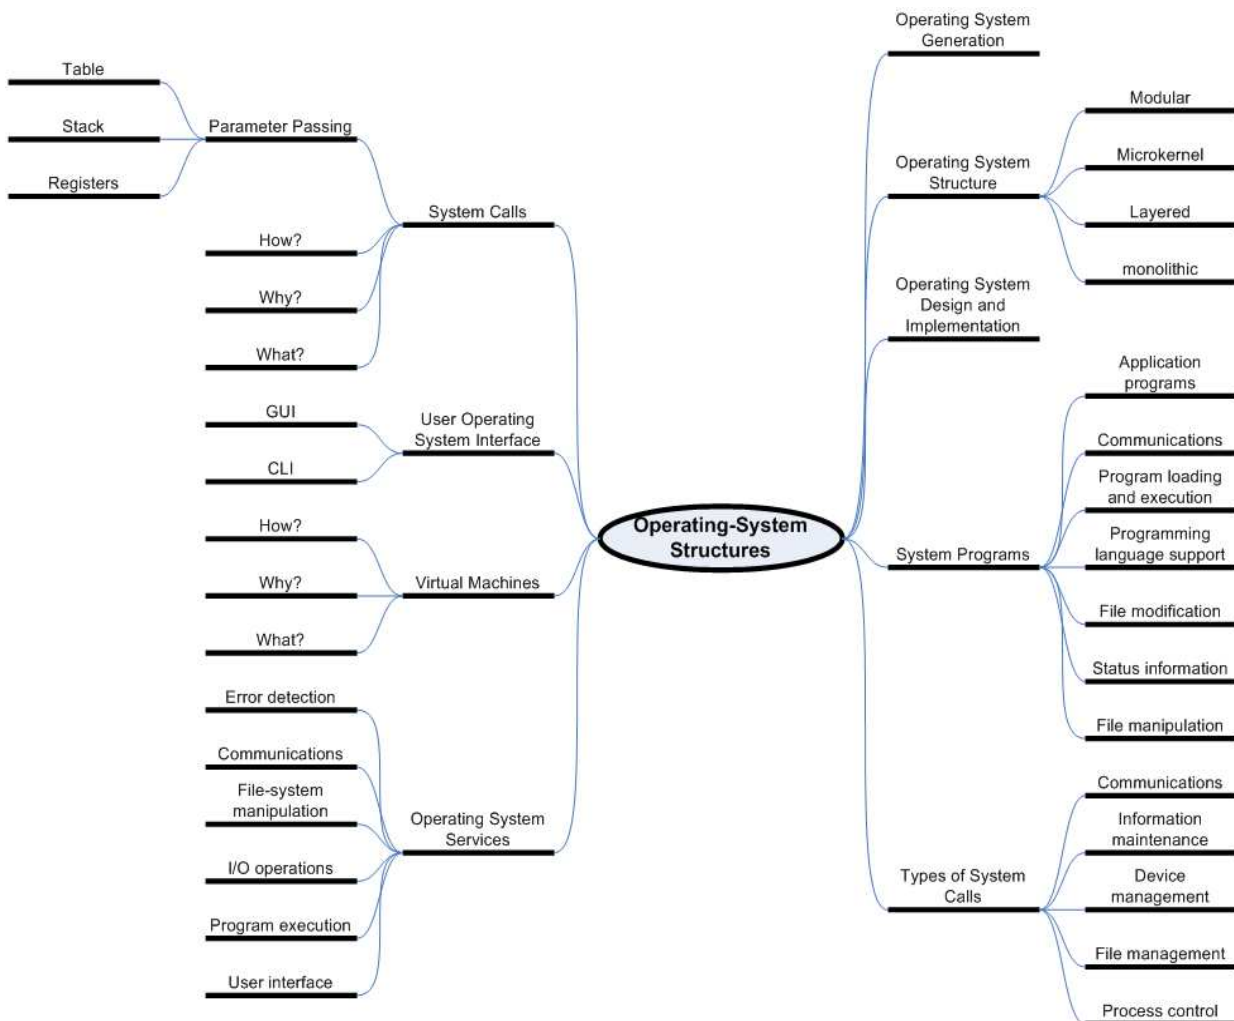 Table
Stack
Registers
Parameter Passing
System Calls
How?
Why?
What?
GUI
CLI
User Operating
System Interface
How?
Why?
What?
Virtual Machines
Error detection
Communications
File-system
manipulation
I/O operations
Program execution
User interface
Operating System
Services
Operating-System
Structures
Operating System
Generation
Operating System
Structure
Modular
Microkernel
Layered
monolithic
Operating System
Design and
Implementation
System Programs
Application
programs
Communications
Program loading
and execution
Programming
language support
File modification
Status information
File manipulation
Types of System
Calls
Communications
Information
maintenance
Device
management
File management
Process control